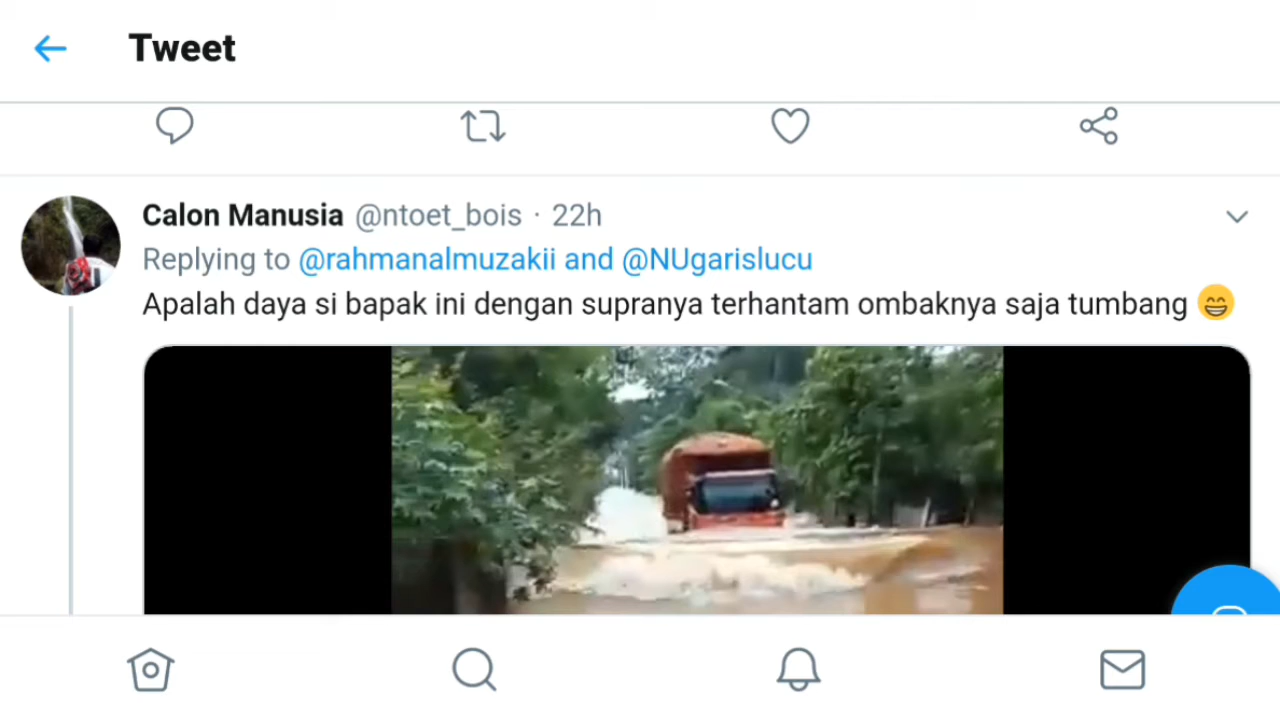 Tweet
Calon Manusia @ntoet_bois · 22h
Replying to @rahmanalmuzakii and @NUgarislucu
Apalah daya si bapak ini dengan supranya terhantam ombaknya saja tumbang 😁